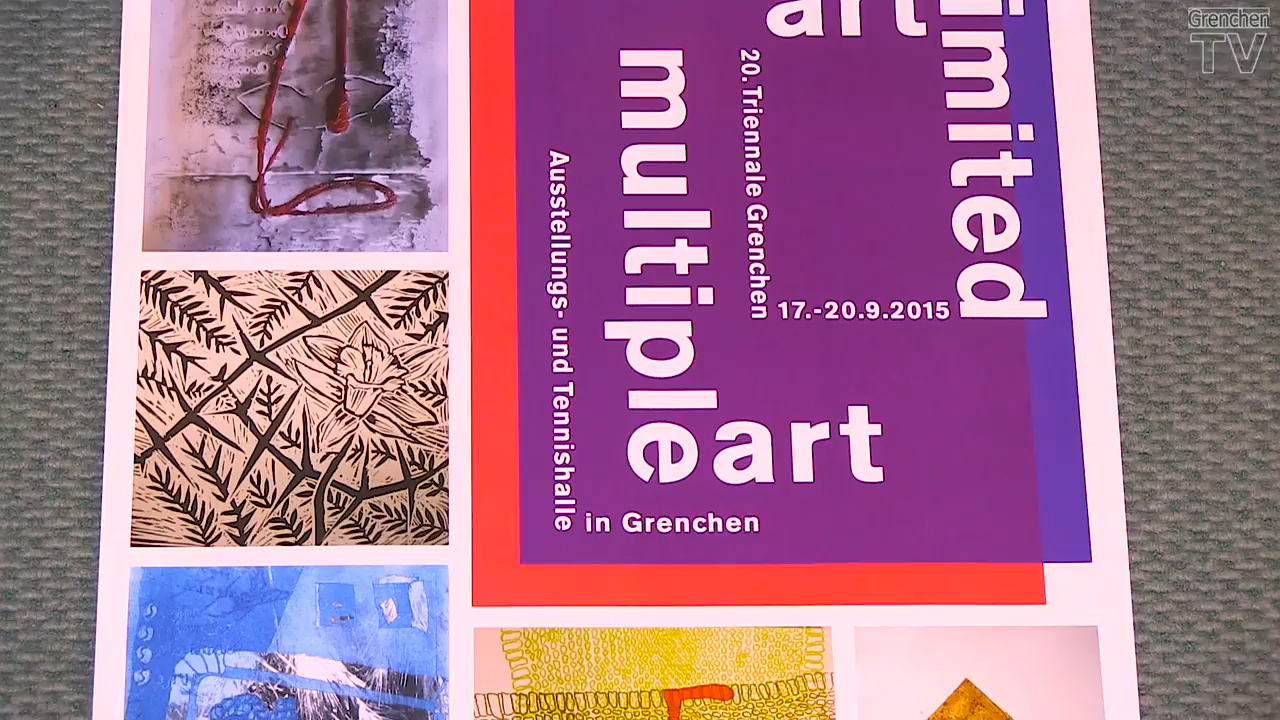 Grenchen
TV
imited
art
20. Triennale Grenchen
17.-20.9.2015
multiple
art
Ausstellungs- und Tennishalle
in Grenchen